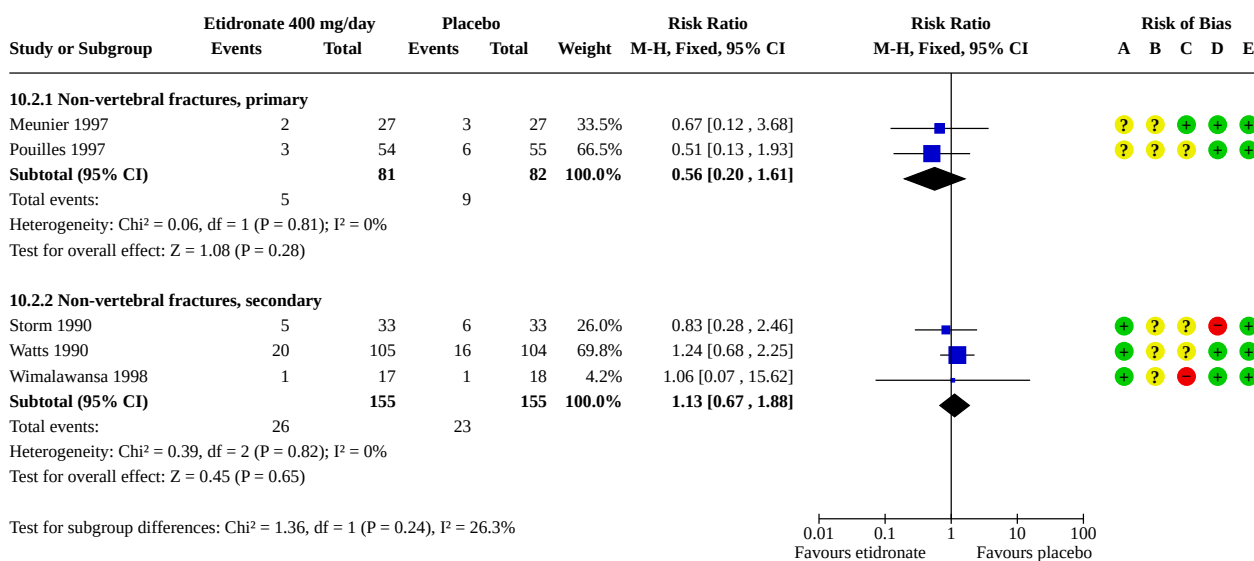 Etidronate 400 mg/day Placebo Risk Ratio Risk Ratio Risk of Bias
Study or Subgroup Events Total Events Total Weight M-H, Fixed, 95% CI M-H, Fixed, 95% CI A B C D E
10.2.1 Non-vertebral fractures, primary
Meunier 1997 2 27 3 27 33.5% 0.67 [0.12 , 3.68] ? ? + + +
Pouilles 1997 3 54 6 55 66.5% 0.51 [0.13 , 1.93] ? ? ? + +
Subtotal (95% CI) 81 82 100.0% 0.56 [0.20 , 1.61]
Total events: 5 9
Heterogeneity: Chi² = 0.06, df = 1 (P = 0.81); I² = 0%
Test for overall effect: Z = 1.08 (P = 0.28)
10.2.2 Non-vertebral fractures, secondary
Storm 1990 5 33 6 33 26.0% 0.83 [0.28 , 2.46] + ? ? − +
Watts 1990 20 105 16 104 69.8% 1.24 [0.68 , 2.25] + ? ? + +
Wimalawansa 1998 1 17 1 18 4.2% 1.06 [0.07 , 15.62] + ? − + +
Subtotal (95% CI) 155 155 100.0% 1.13 [0.67 , 1.88]
Total events: 26 23
Heterogeneity: Chi² = 0.39, df = 2 (P = 0.82); I² = 0%
Test for overall effect: Z = 0.45 (P = 0.65)
Test for subgroup differences: Chi² = 1.36, df = 1 (P = 0.24), I² = 26.3%
0.01 0.1 1 10 100
Favours etidronate Favours placebo